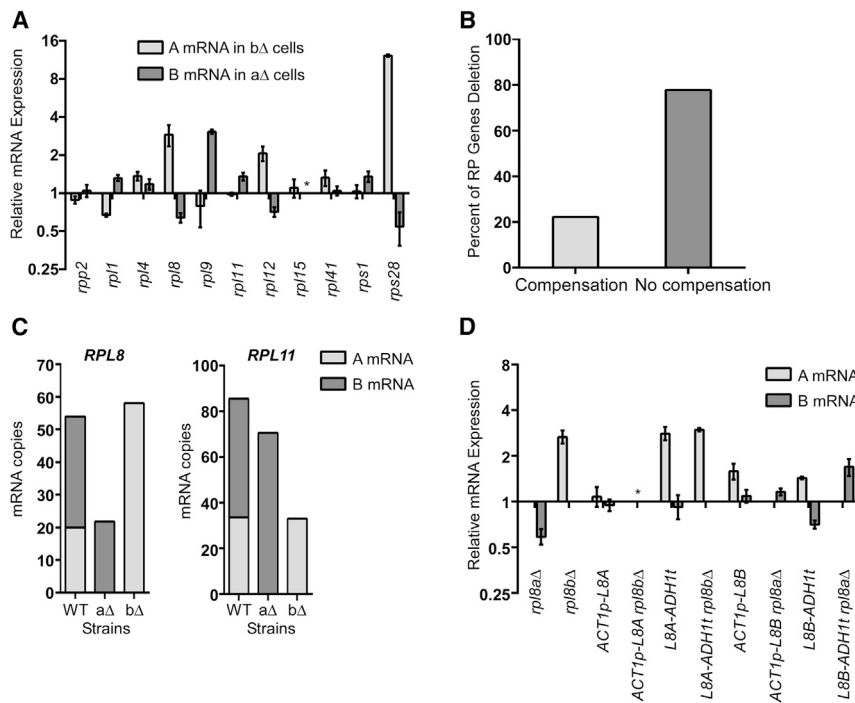 A
Relative mRNA Expression
16
8
4
2
1
0.5
0.25
A mRNA in bΔ cells
B mRNA in aΔ cells
*
rpp2
rpl1
rpl4
rpl8
rpl9
rpl11
rpl12
rpl15
rpl41
rps1
rps28
B
Percent of RP Genes Deletion
100
80
60
40
20
0
Compensation
No compensation
C
RPL8
mRNA copies
70
60
50
40
30
20
10
0
WT aΔ bΔ
Strains
RPL11
mRNA copies
100
80
60
40
20
0
WT aΔ bΔ
Strains
A mRNA
B mRNA
D
Relative mRNA Expression
8
4
2
1
0.5
0.25
A mRNA
B mRNA
*
rpl8aΔ
rpl8bΔ
ACT1p-L8A
ACT1p-L8A rpl8bΔ
L8A-ADH1t
L8A-ADH1t rpl8bΔ
ACT1p-L8B
ACT1p-L8B rpl8aΔ
L8B-ADH1t
L8B-ADH1t rpl8aΔ